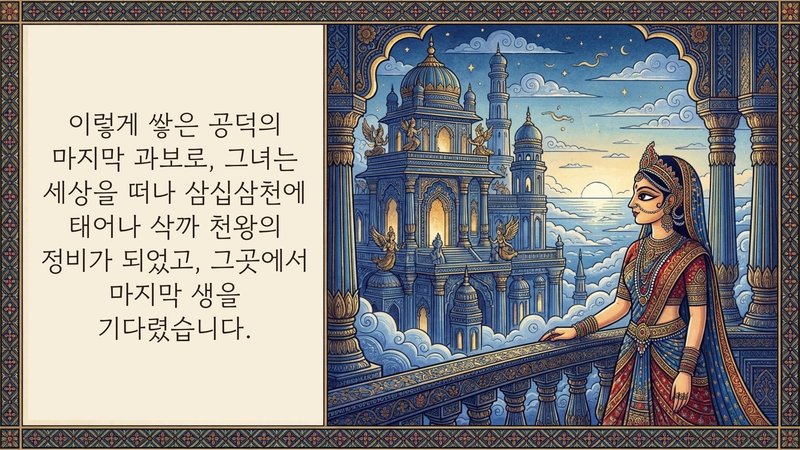 이렇게 쌓은 공덕의
마지막 과보로, 그녀는
세상을 떠나 삼십삼천에
태어나 삭까 천왕의
정비가 되었고, 그곳에서
마지막 생을
기다렸습니다.